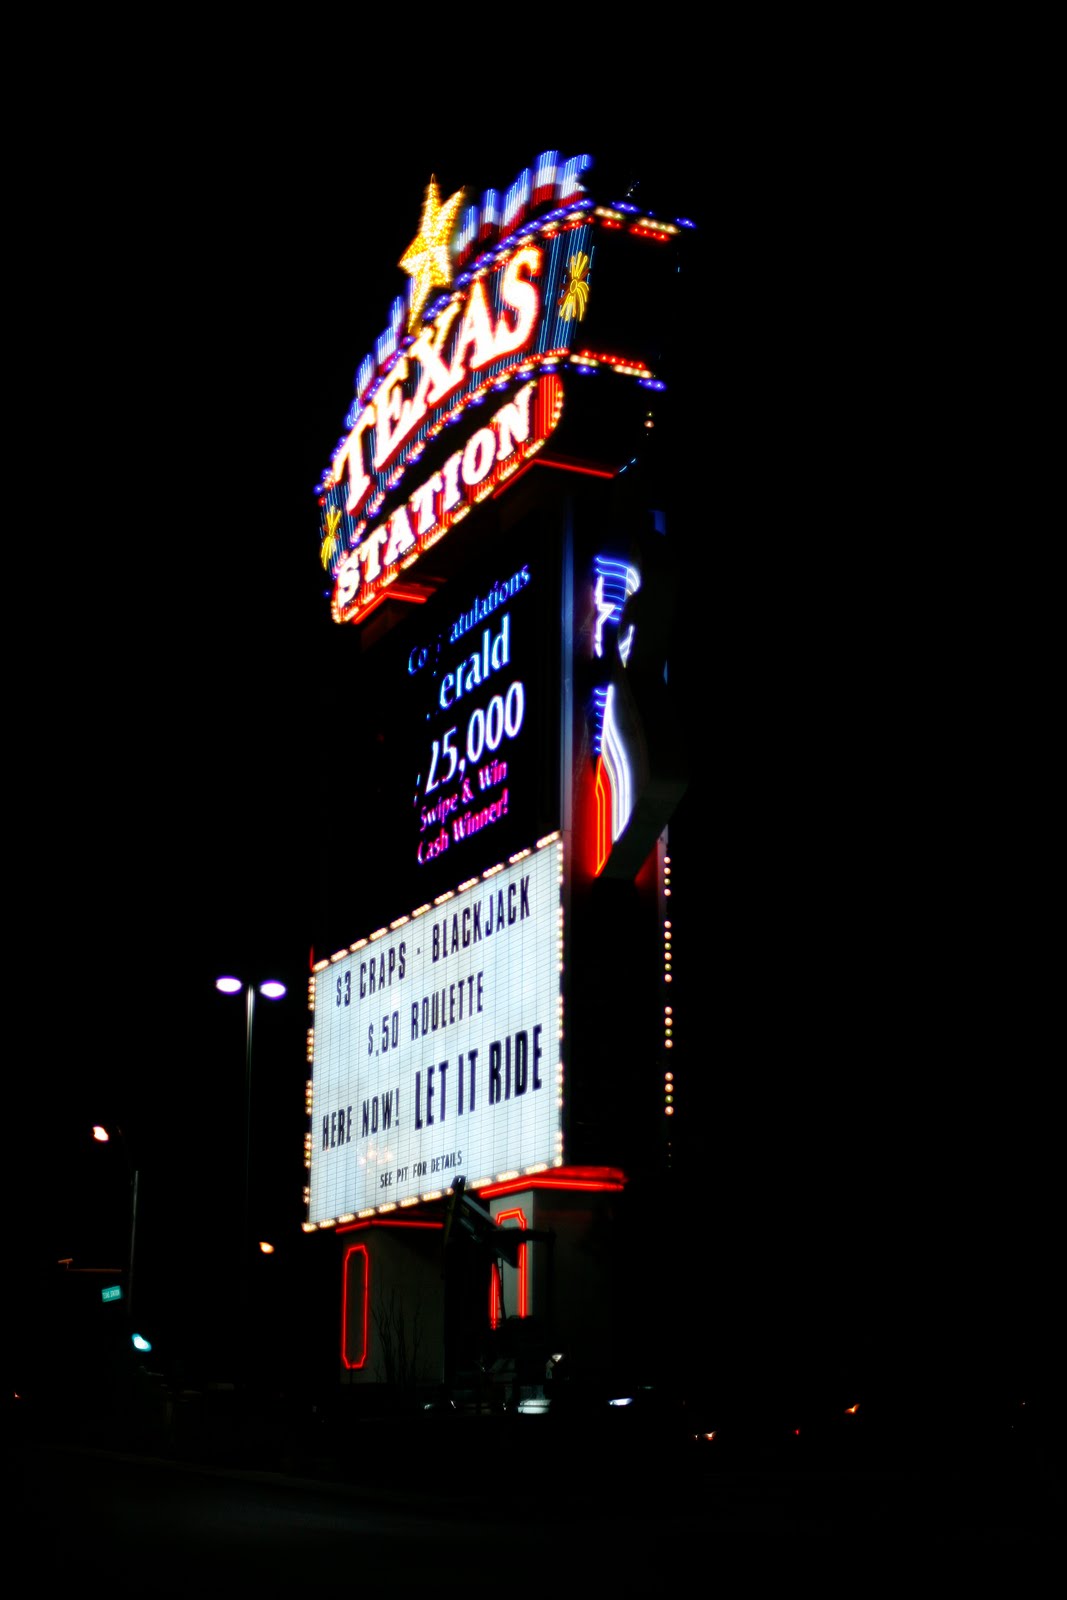 TEXAS
STATION
Congratulations
erald
25,000
Swipe & Win
Cash Winner!
$3 CRAPS - BLACKJACK
$.50 ROULETTE
HERE NOW! LET IT RIDE
SEE PIT FOR DETAILS